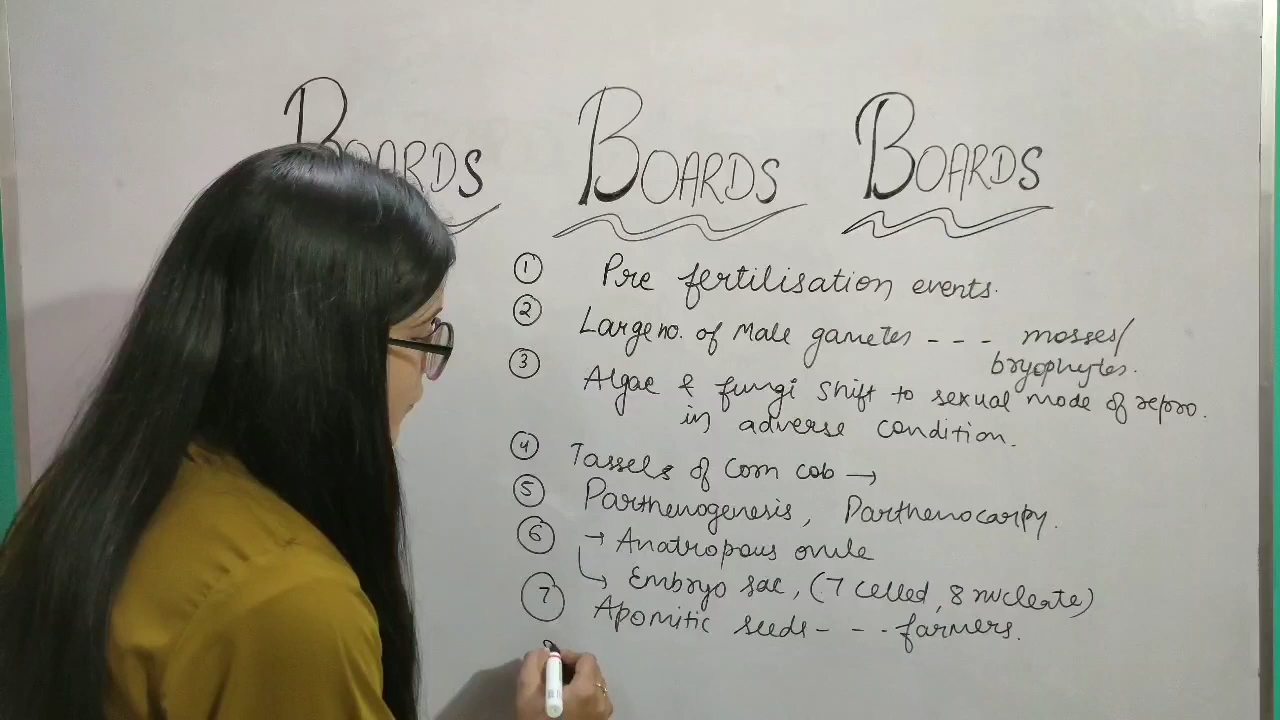 BOARDS BOARDS BOARDS
1 Pre fertilisation events.
2 Large no. of Male gametes - - - mosses/
bryophytes.
3 Algae & fungi shift to sexual mode of repro.
in adverse condition.
4 Tassels of corn cob →
5 Parthenogenesis, Parthenocarpy.
6 → Anatropous ovule
→ Embryo sac, (7 celled, 8 nucleate)
7 Apomitic seeds - - - farmers.